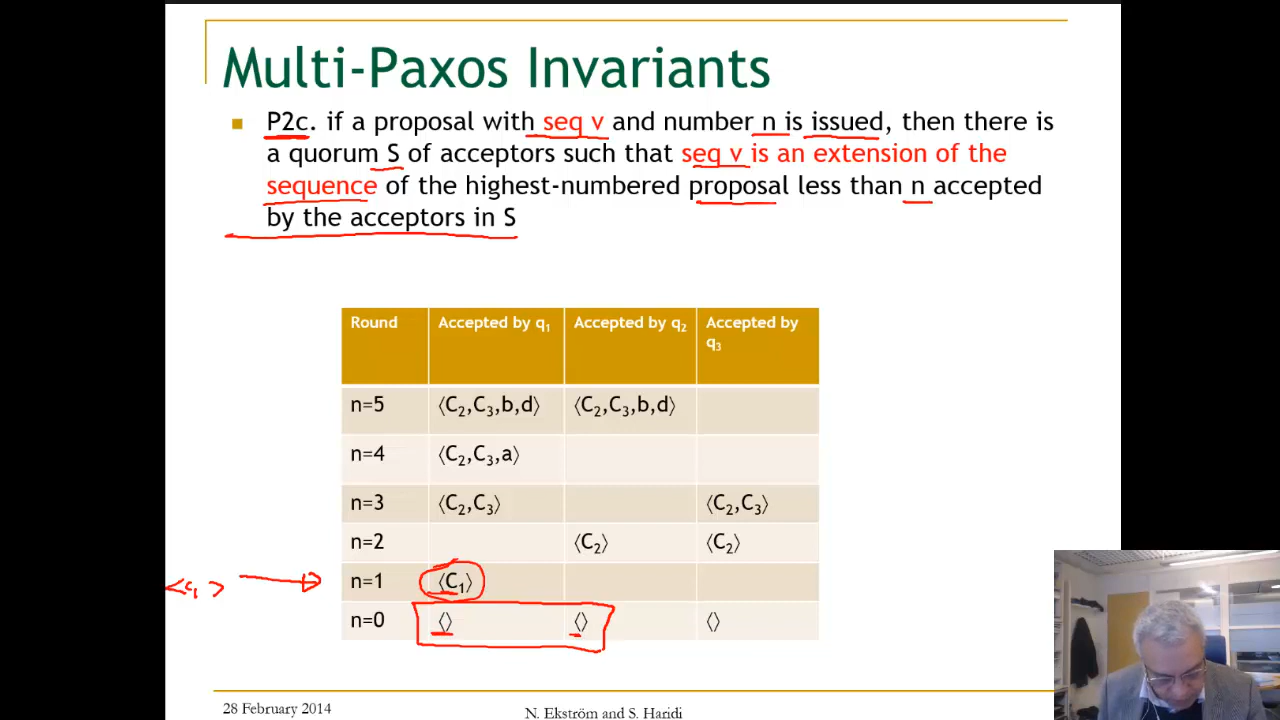 Multi-Paxos Invariants
P2c. if a proposal with seq v and number n is issued, then there is
a quorum S of acceptors such that seq v is an extension of the
sequence of the highest-numbered proposal less than n accepted
by the acceptors in S
Round Accepted by q₁ Accepted by q₂ Accepted by
q₃
n=5 ⟨C₂,C₃,b,d⟩ ⟨C₂,C₃,b,d⟩
n=4 ⟨C₂,C₃,a⟩
n=3 ⟨C₂,C₃⟩ ⟨C₂,C₃⟩
n=2 ⟨C₂⟩ ⟨C₂⟩
n=1 ⟨C₁⟩
n=0 ⟨⟩ ⟨⟩ ⟨⟩
28 February 2014
N. Ekström and S. Haridi